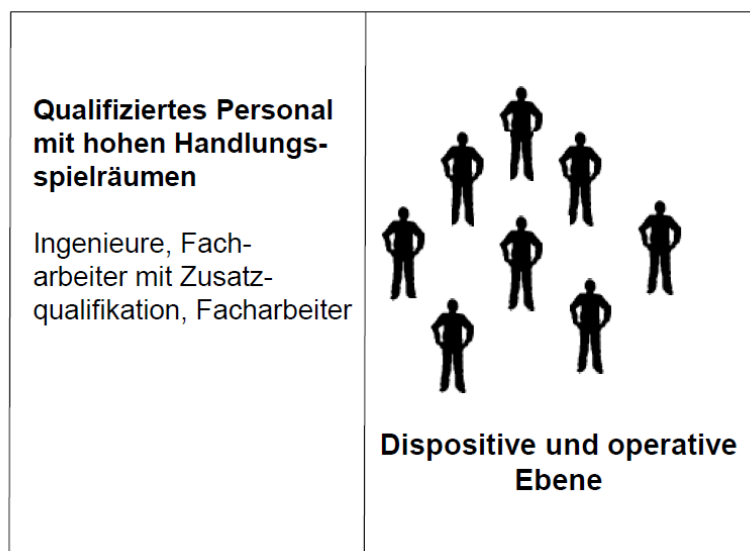 Qualifiziertes Personal
mit hohen Handlungs-
spielräumen
Ingenieure, Fach-
arbeiter mit Zusatz-
qualifikation, Facharbeiter
Dispositive und operative
Ebene